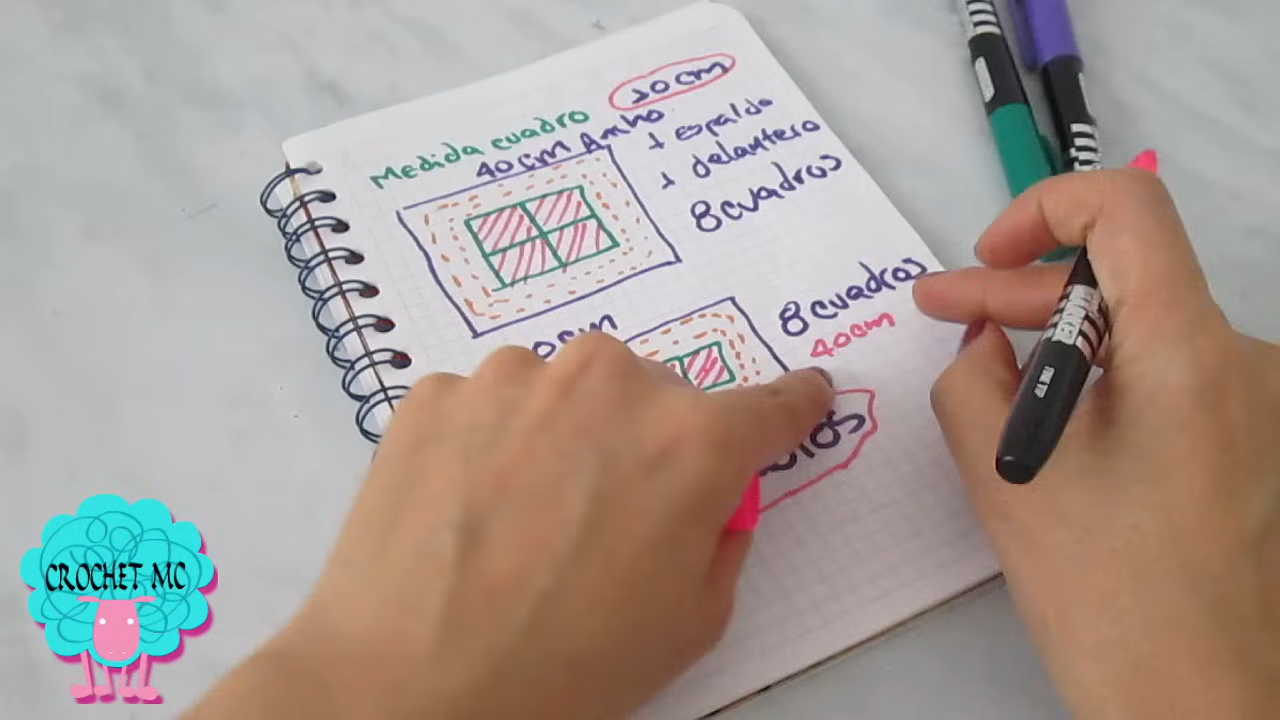 20cm
Medida cuadro
40cm Ancho
1 espalda
1 delantero
8 cuadros
8 cuadros
40cm
CROCHET MC